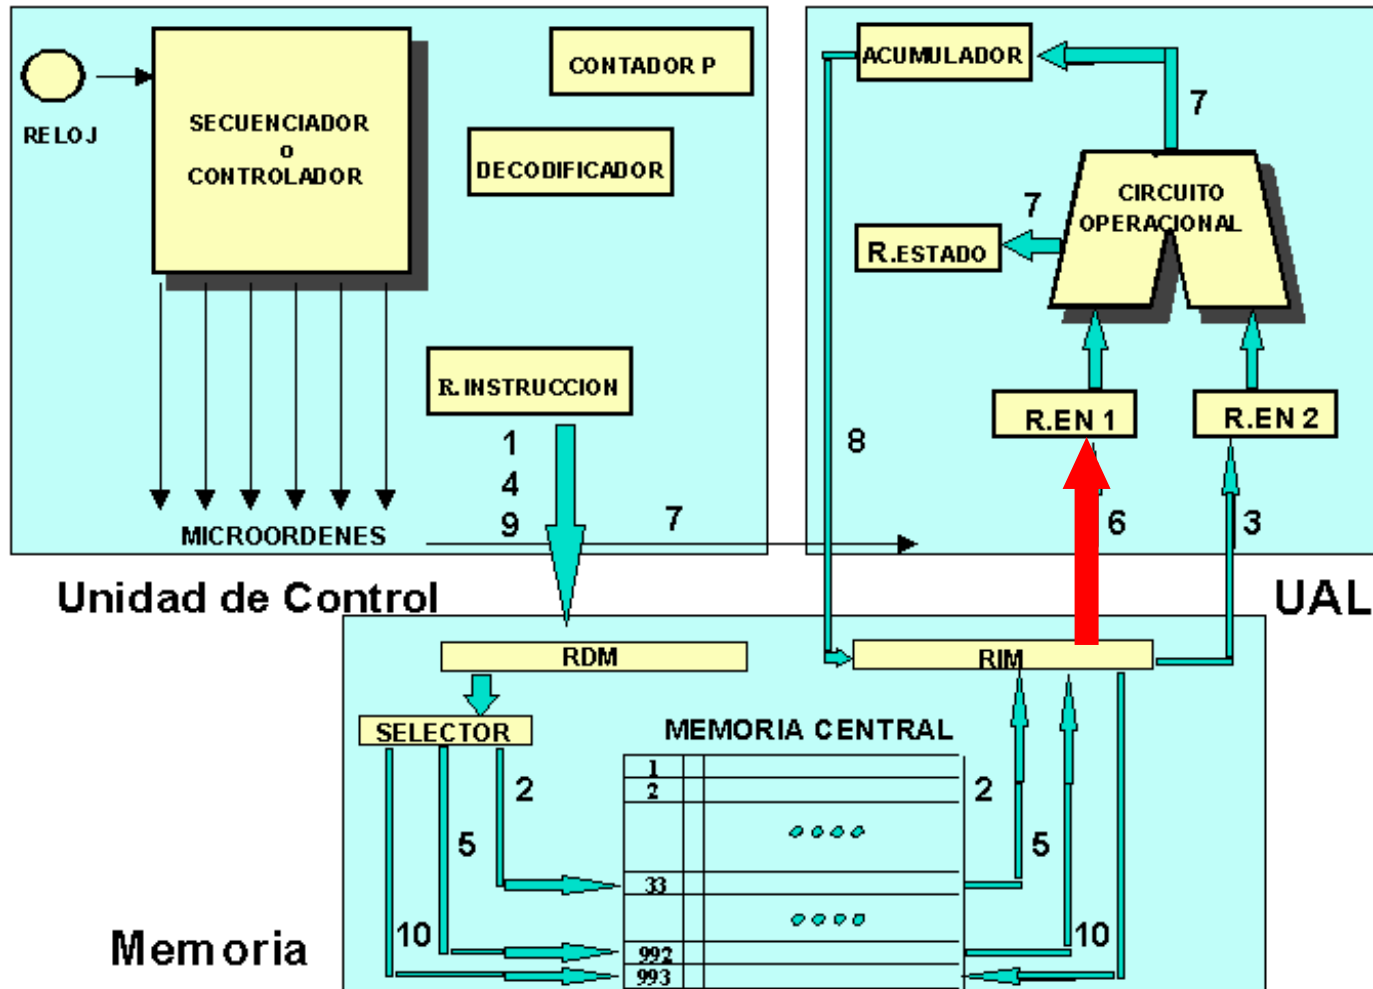 RELOJ
SECUENCIADOR
o
CONTROLADOR
CONTADOR P
DECODIFICADOR
R.INSTRUCCION
1
4
9
7
MICROORDENES
Unidad de Control
ACUMULADOR
7
CIRCUITO
OPERACIONAL
7
R.ESTADO
R.EN 1
R.EN 2
8
6
3
UAL
RDM
RIM
SELECTOR
MEMORIA CENTRAL
1
2
2
2
5
5
33
10
10
992
993
Memoria